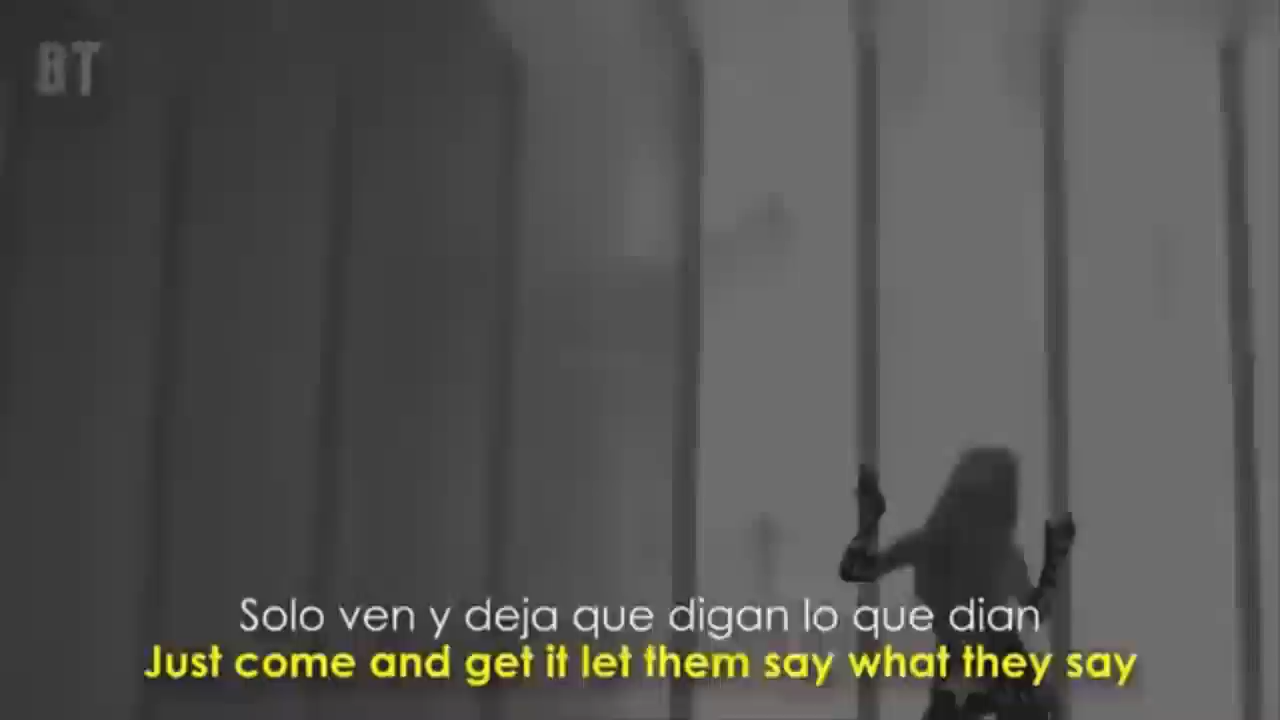 BT
Solo ven y deja que digan lo que dian
Just come and get it let them say what they say